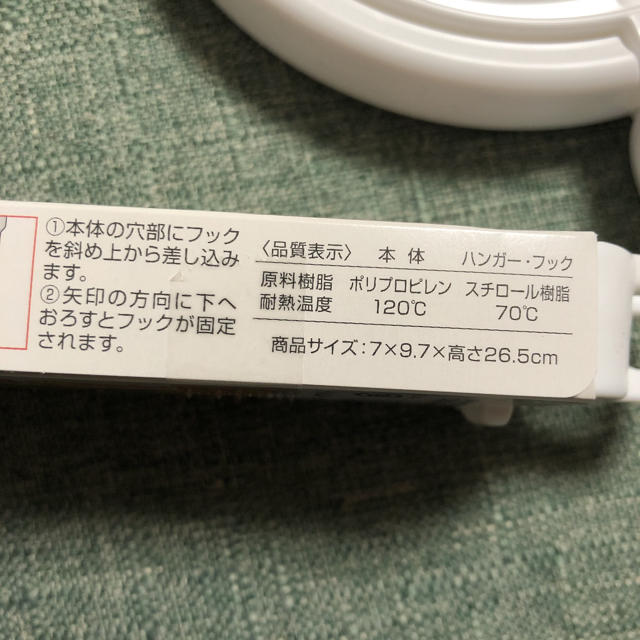 ①本体の穴部にフック
を斜め上から差し込み
ます。
②矢印の方向に下へ
おろすとフックが固定
されます。
〈品質表示〉 本 体 ハンガー・フック
原料樹脂 ポリプロピレン スチロール樹脂
耐熱温度 120℃ 70℃
商品サイズ：7×9.7×高さ26.5cm